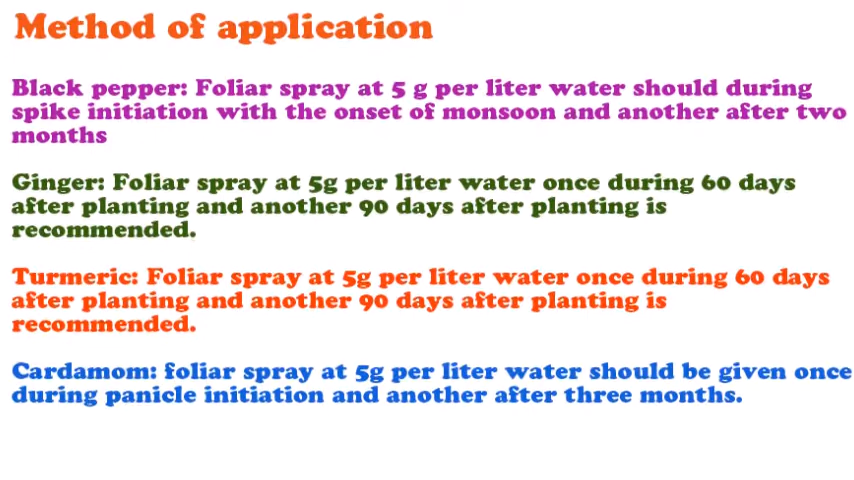 Method of application
Black pepper: Foliar spray at 5 g per liter water should during
spike initiation with the onset of monsoon and another after two
months
Ginger: Foliar spray at 5g per liter water once during 60 days
after planting and another 90 days after planting is
recommended.
Turmeric: Foliar spray at 5g per liter water once during 60 days
after planting and another 90 days after planting is
recommended.
Cardamom: foliar spray at 5g per liter water should be given once
during panicle initiation and another after three months.